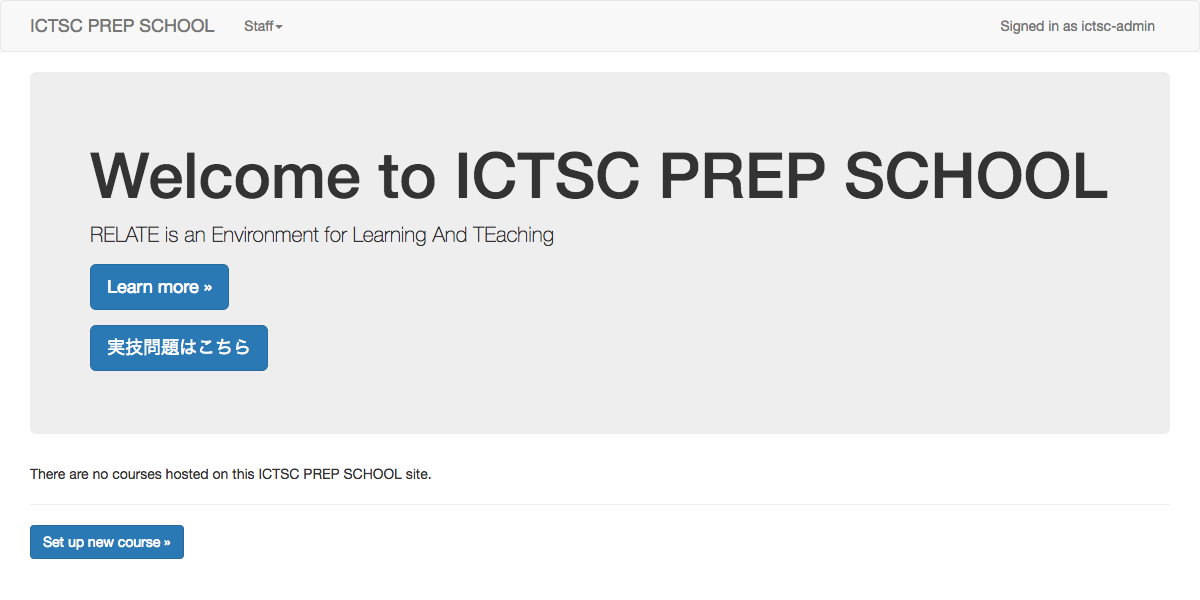 ICTSC PREP SCHOOL Staff Signed in as ictsc-admin
Welcome to ICTSC PREP SCHOOL
RELATE is an Environment for Learning And TEaching
Learn more »
実技問題はこちら
There are no courses hosted on this ICTSC PREP SCHOOL site.
Set up new course »